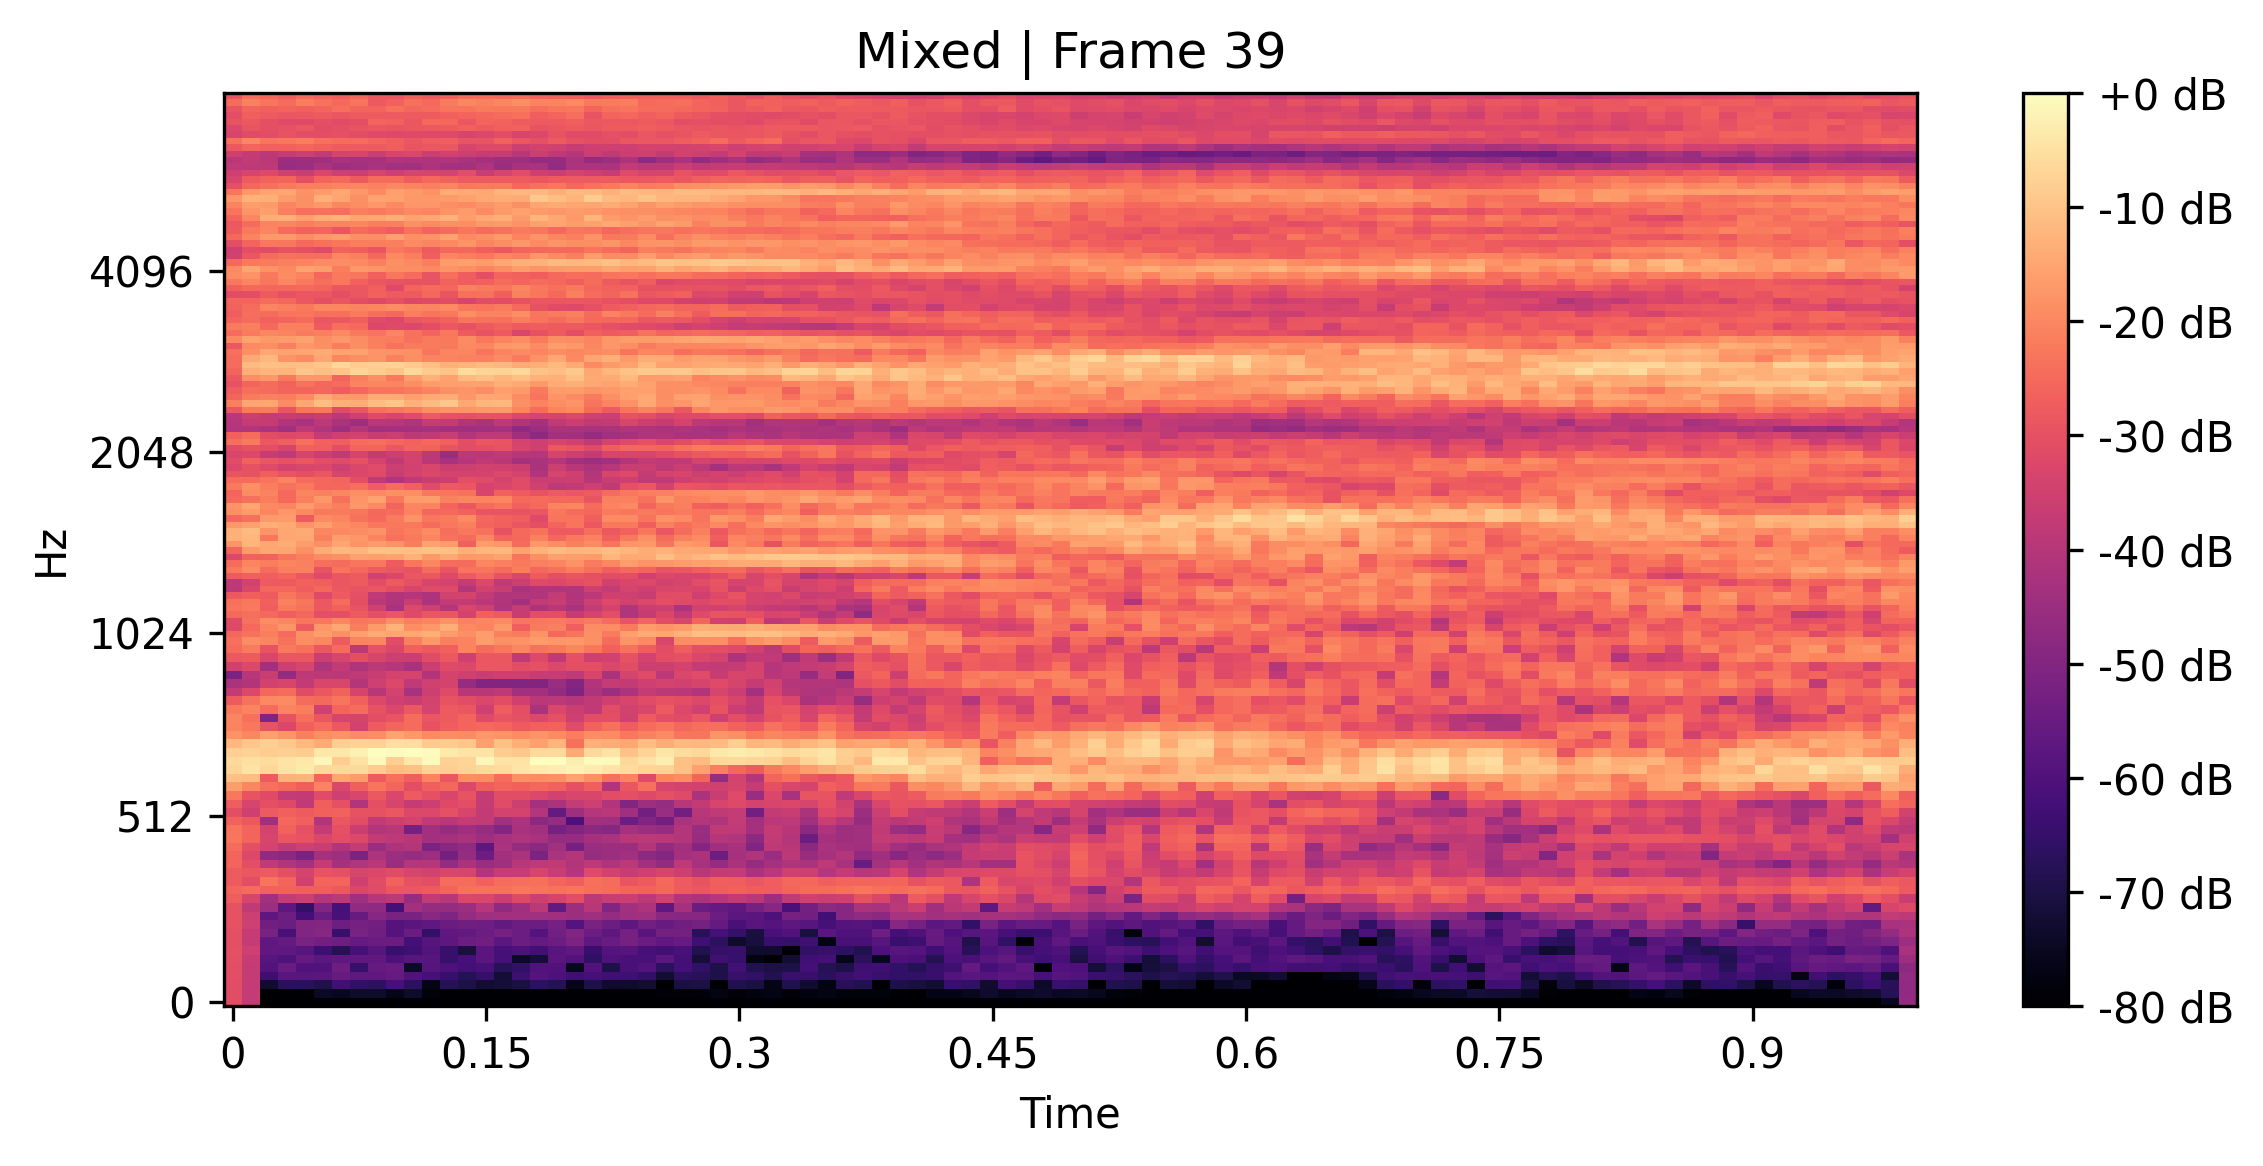 Mixed | Frame 39
+0 dB
-10 dB
-20 dB
-30 dB
-40 dB
-50 dB
-60 dB
-70 dB
-80 dB
4096
2048
1024
512
0
Hz
0 0.15 0.3 0.45 0.6 0.75 0.9
Time